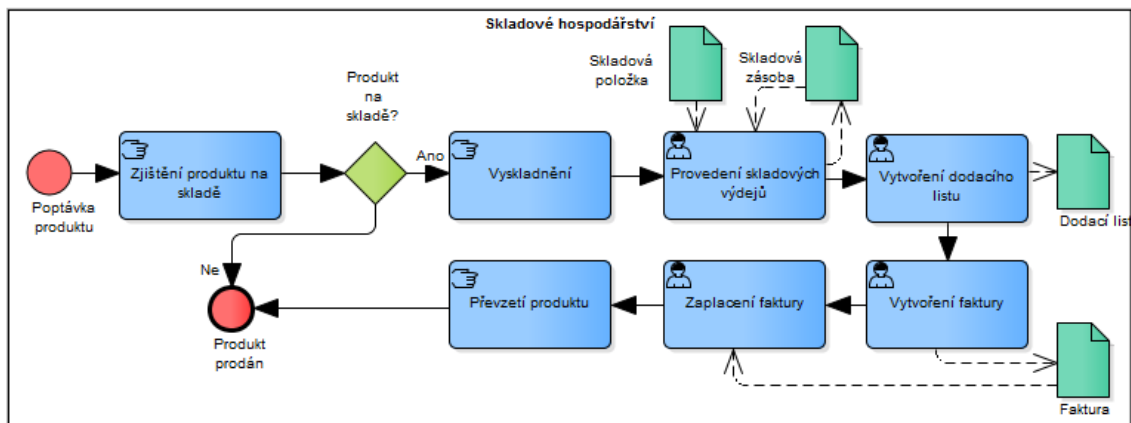 Skladové hospodářství
Skladová
položka
Skladová
zásoba
Produkt
na
skladě?
Ano
Poptávka
produktu
Zjištění produktu na
skladě
Vyskladnění
Provedení skladových
výdejů
Vytvoření dodacího
listu
Dodací list
Ne
Produkt
prodán
Převzetí produktu
Zaplacení faktury
Vytvoření faktury
Faktura